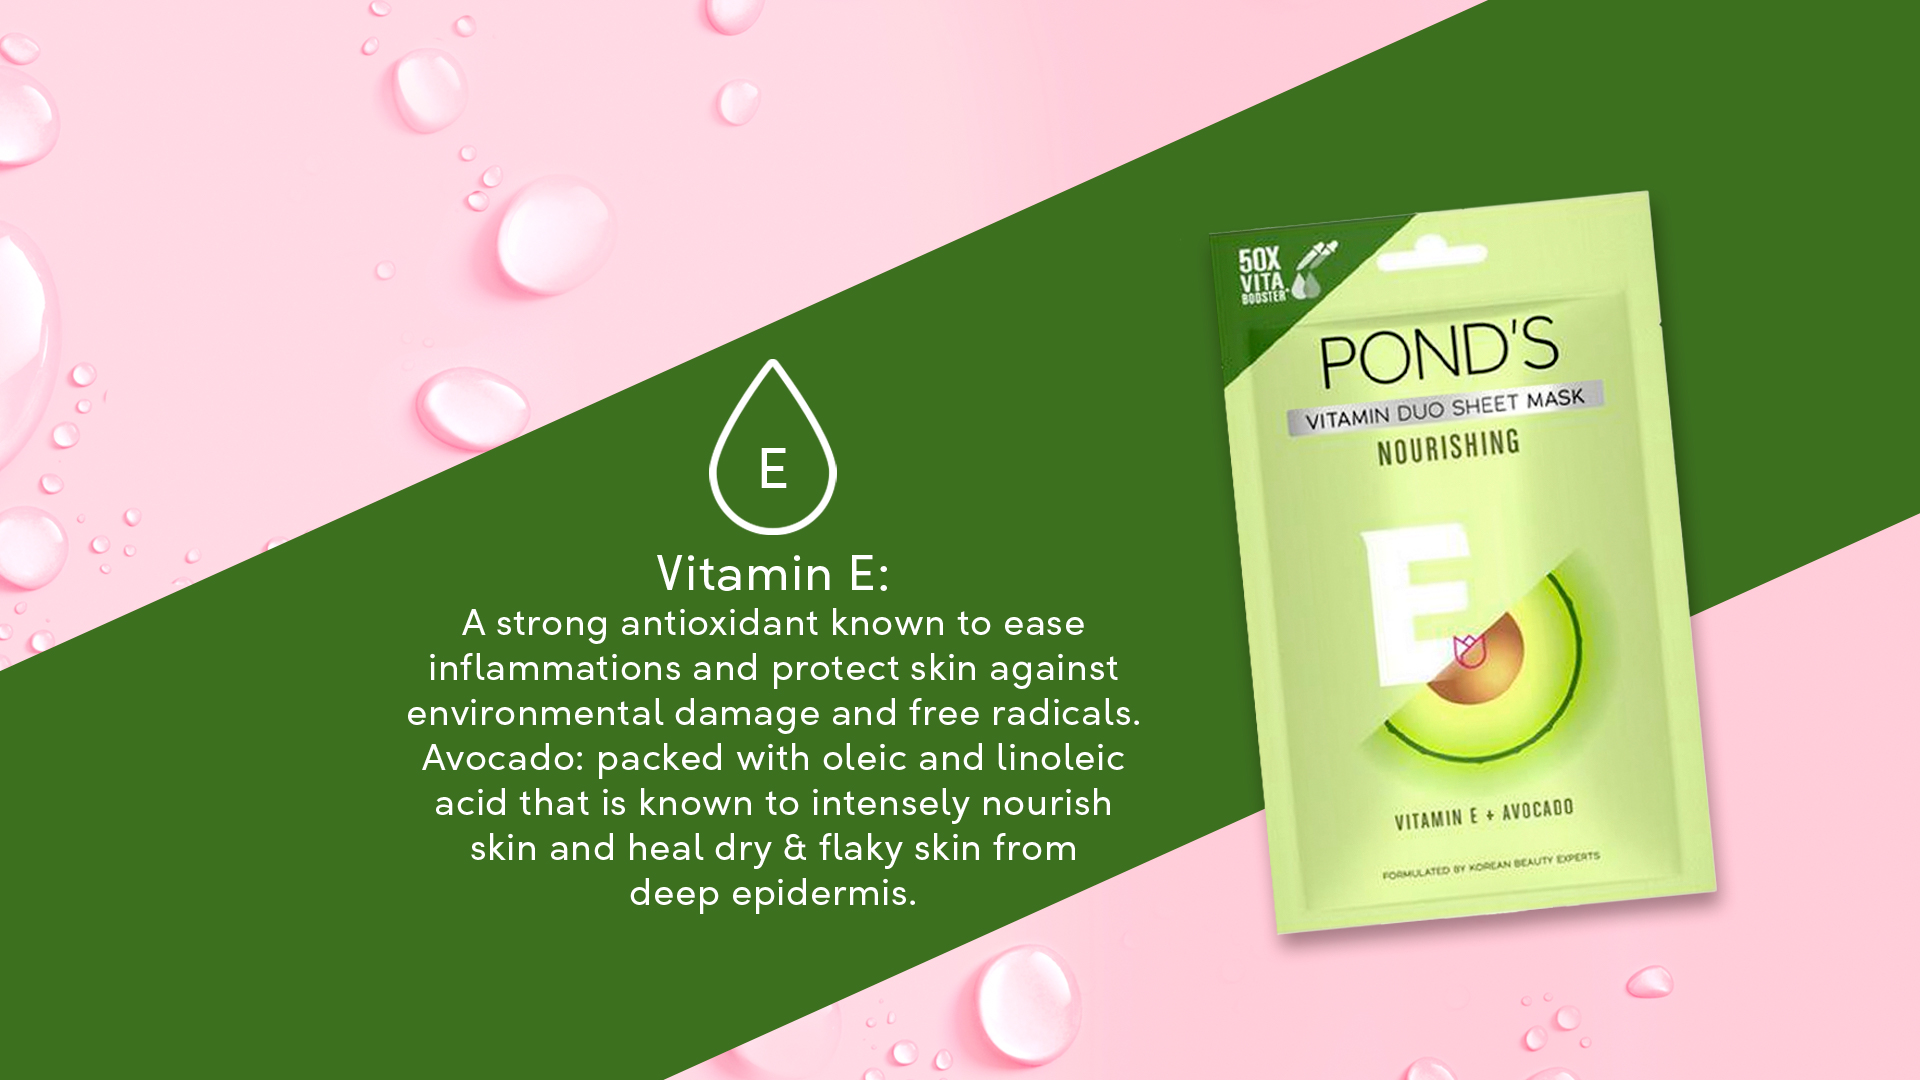 E
Vitamin E:
A strong antioxidant known to ease
inflammations and protect skin against
environmental damage and free radicals.
Avocado: packed with oleic and linoleic
acid that is known to intensely nourish
skin and heal dry & flaky skin from
deep epidermis.
50X
VITA
BOOSTER*
POND'S
VITAMIN DUO SHEET MASK
NOURISHING
E
VITAMIN E + AVOCADO
FORMULATED BY KOREAN BEAUTY EXPERTS